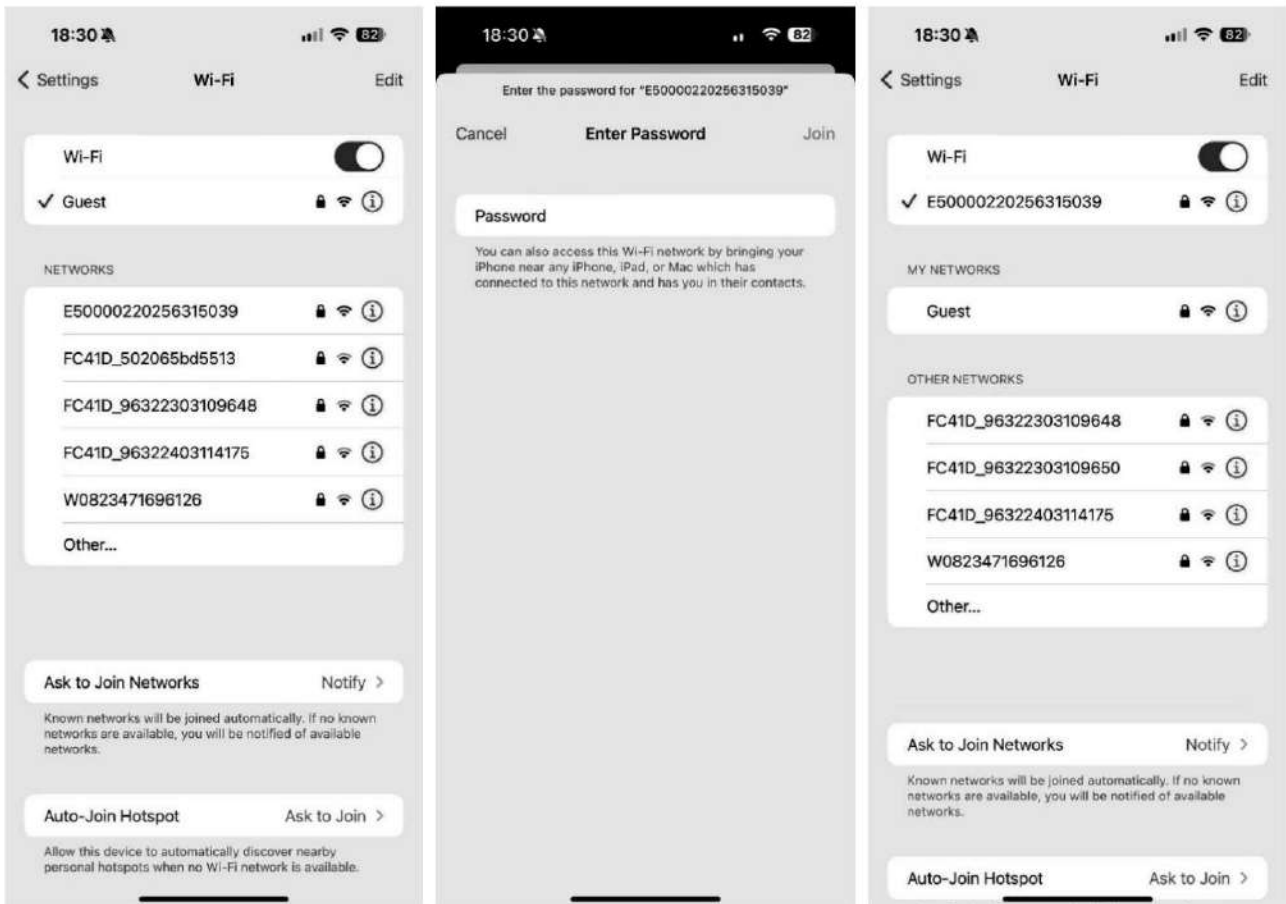 18:30
82
Settings
Wi-Fi
Edit
Wi-Fi
Guest
NETWORKS
E50000220256315039
FC41D_502065bd5513
FC41D_96322303109648
FC41D_96322403114175
W0823471696126
Other...
Ask to Join Networks
Notify
Known networks will be joined automatically. If no known
networks are available, you will be notified of available
networks.
Auto-Join Hotspot
Ask to Join
Allow this device to automatically discover nearby
personal hotspots when no Wi-Fi network is available.
18:30
82
Enter the password for "E50000220256315039"
Cancel
Enter Password
Join
Password
You can also access this Wi-Fi network by bringing your
iPhone near any iPhone, iPad, or Mac which has
connected to this network and has you in their contacts.
18:30
82
Settings
Wi-Fi
Edit
Wi-Fi
E50000220256315039
MY NETWORKS
Guest
OTHER NETWORKS
FC41D_96322303109648
FC41D_96322303109650
FC41D_96322403114175
W0823471696126
Other...
Ask to Join Networks
Notify
Known networks will be joined automatically. If no known
networks are available, you will be notified of available
networks.
Auto-Join Hotspot
Ask to Join